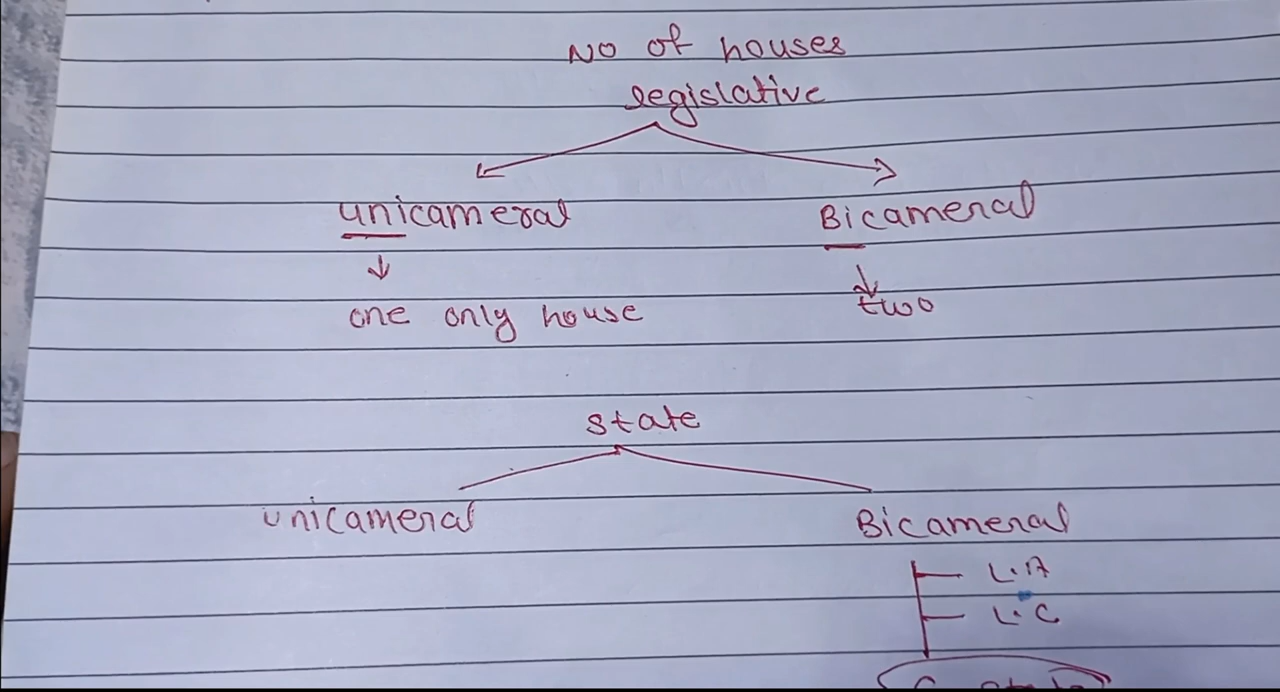 No of houses
legislative
unicameral
Bicameral
one only house
two
state
unicameral
Bicameral
L.A
L.C